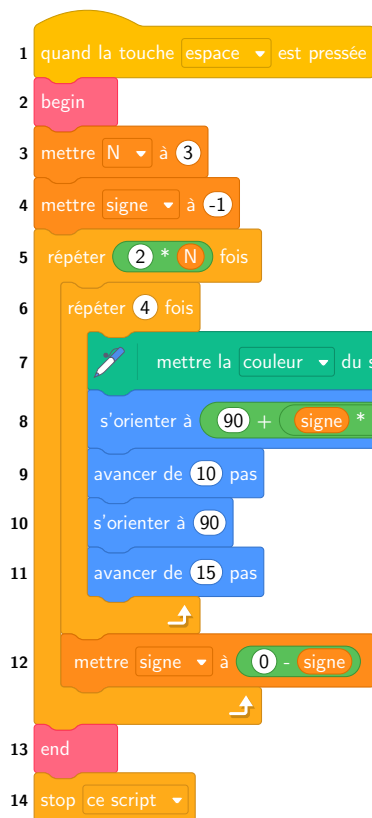 1 quand la touche espace est pressée
2 begin
3 mettre N à 3
4 mettre signe à -1
5 répéter 2 * N fois
6 répéter 4 fois
7 mettre la couleur du s
8 s'orienter à 90 + signe *
9 avancer de 10 pas
10 s'orienter à 90
11 avancer de 15 pas
12 mettre signe à 0 - signe
13 end
14 stop ce script